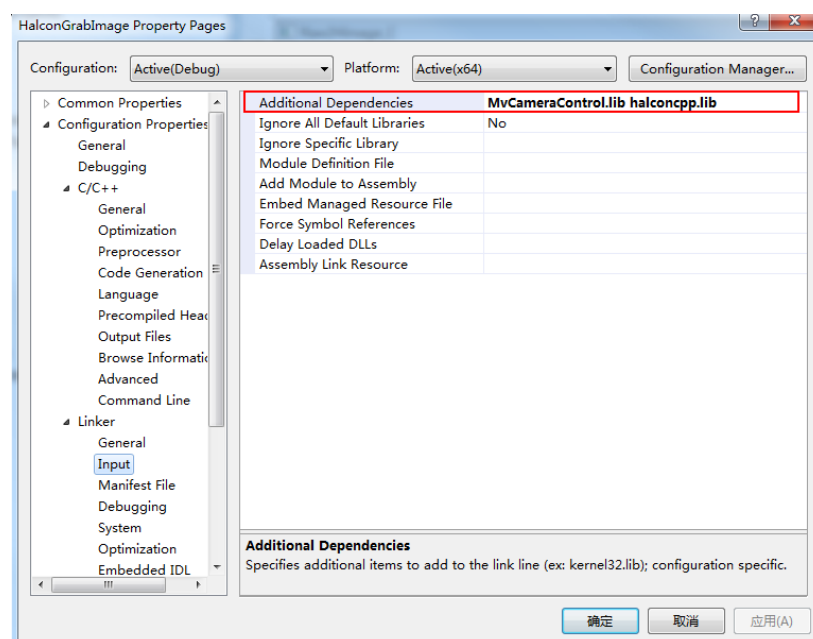 HalconGrabImage Property Pages
Configuration: Active(Debug) Platform: Active(x64) Configuration Manager...
Common Properties
Configuration Properties
General
Debugging
C/C++
General
Optimization
Preprocessor
Code Generation
Language
Precompiled Head
Output Files
Browse Informatio
Advanced
Command Line
Linker
General
Input
Manifest File
Debugging
System
Optimization
Embedded IDL
Additional Dependencies MvCameraControl.lib halconcpp.lib
Ignore All Default Libraries No
Ignore Specific Library
Module Definition File
Add Module to Assembly
Embed Managed Resource File
Force Symbol References
Delay Loaded DLLs
Assembly Link Resource
Additional Dependencies
Specifies additional items to add to the link line (ex: kernel32.lib); configuration specific.
确定 取消 应用(A)